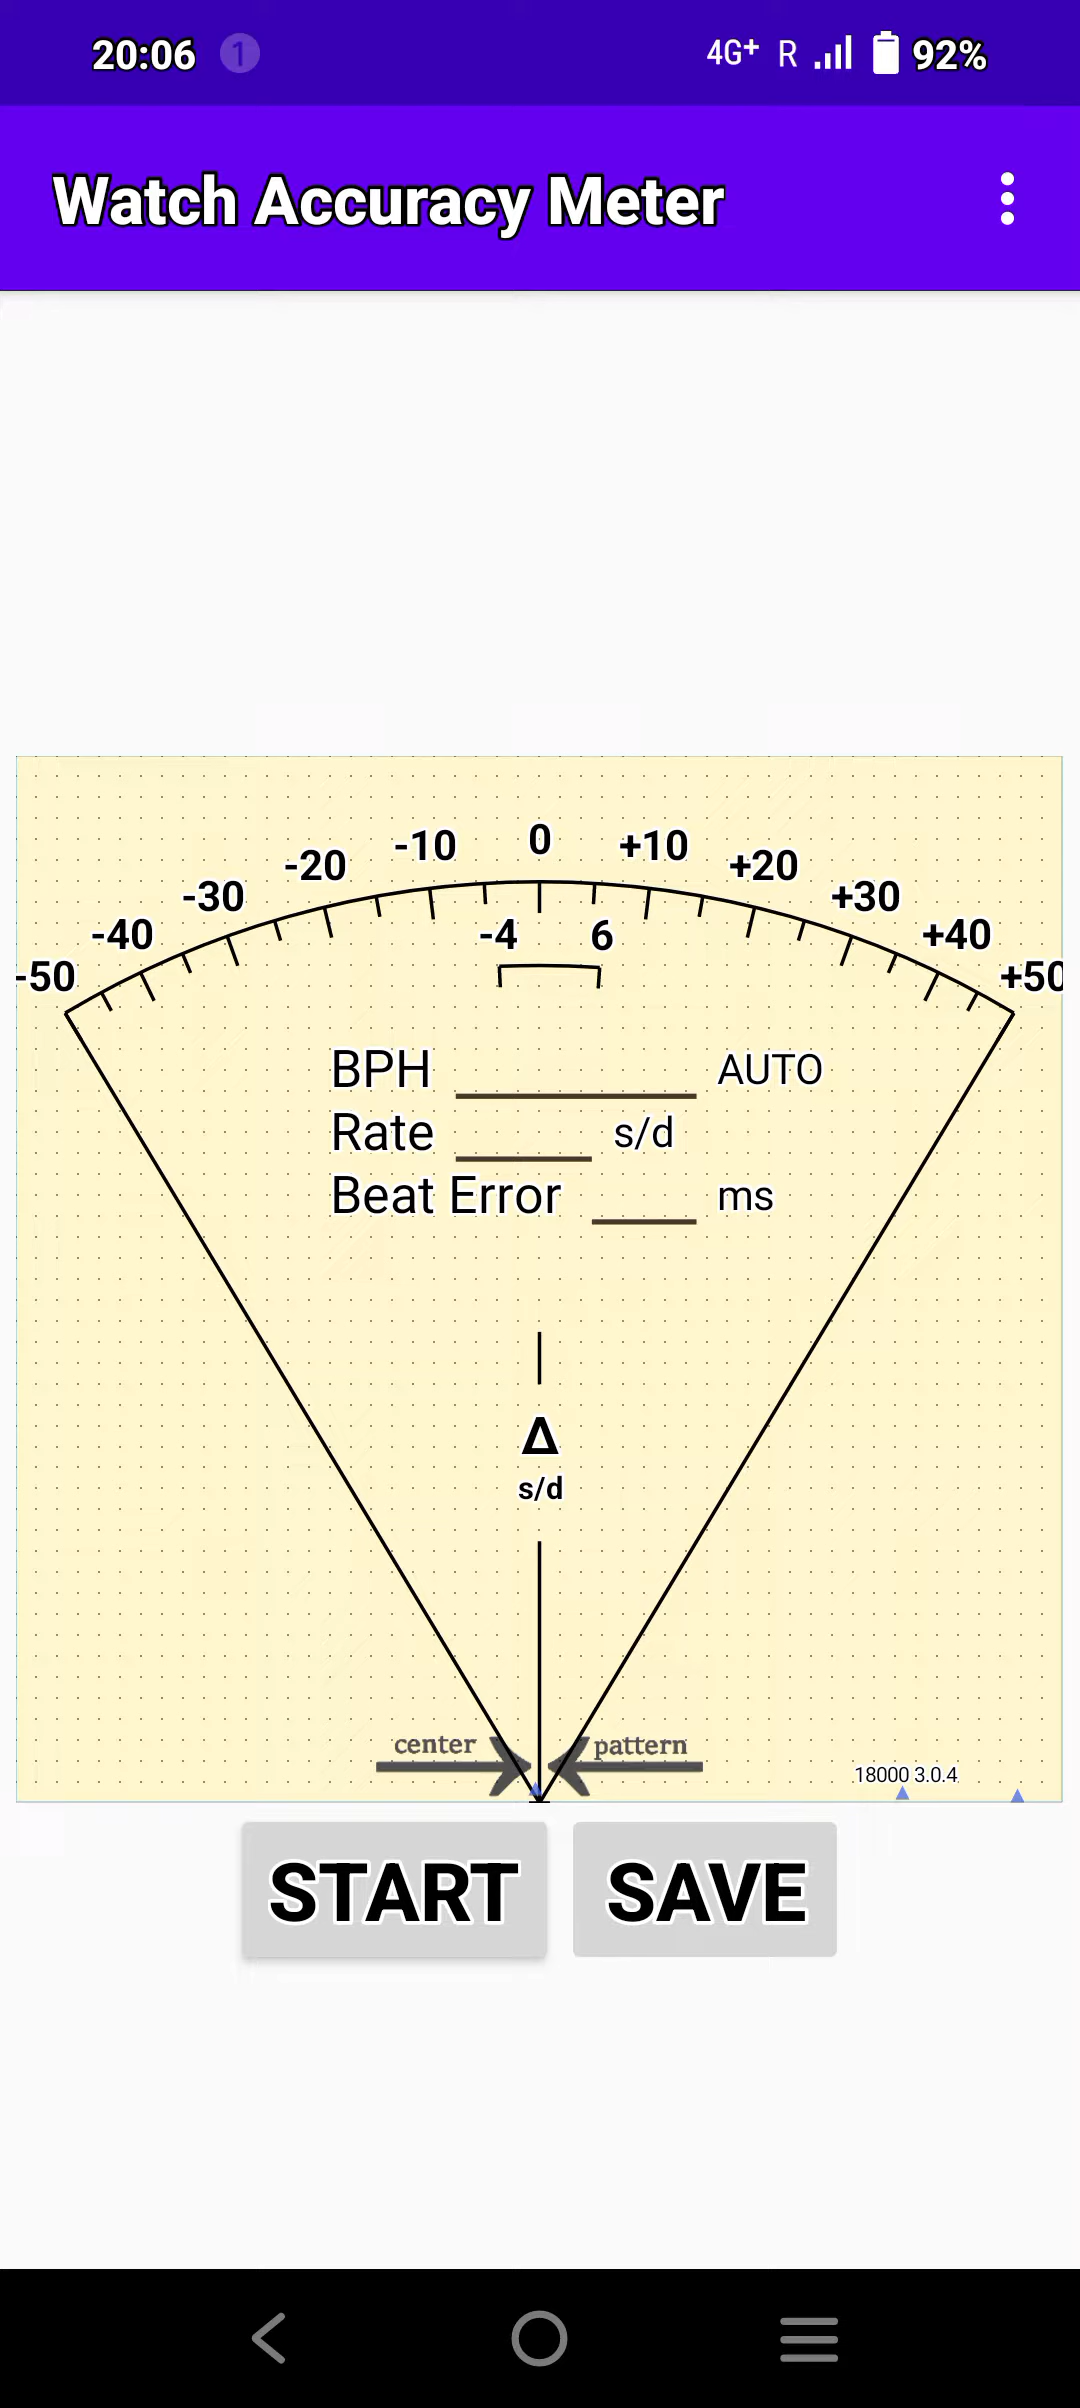 20:06 1 4G+ R 92%
Watch Accuracy Meter
-50 -40 -30 -20 -10 0 +10 +20 +30 +40 +50
-4 6
BPH AUTO
Rate s/d
Beat Error ms
Δ
s/d
center pattern
18000 3.0.4
START SAVE